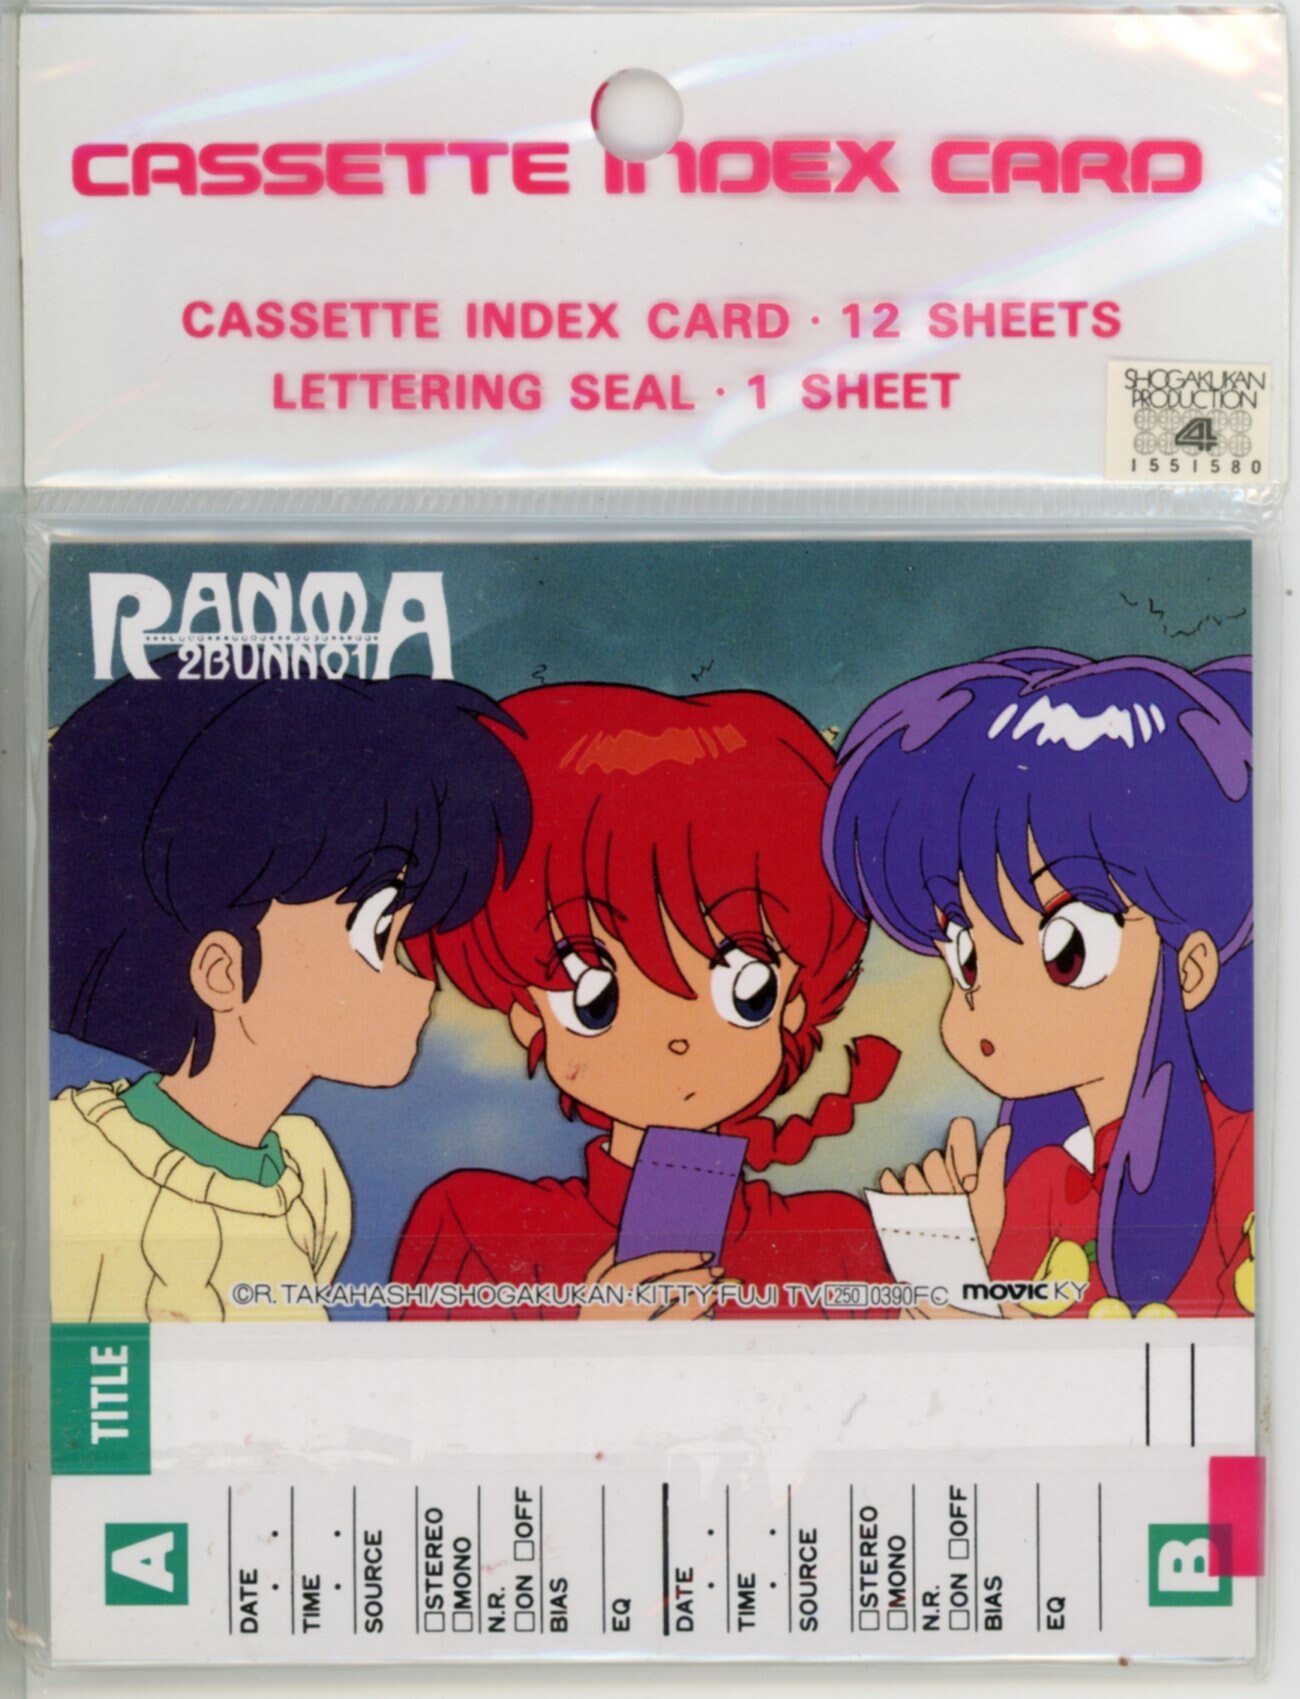 CASSETTE INDEX CARD
CASSETTE INDEX CARD · 12 SHEETS
LETTERING SEAL · 1 SHEET
SHOGAKUKAN
PRODUCTION
4
1551580
RANMA
2BUNNO1
©R. TAKAHASHI/SHOGAKUKAN·KITTY·FUJI TV 250 0390FC movic KY
TITLE
A
DATE . .
TIME . .
SOURCE
□STEREO
□MONO
N.R.
□ON □OFF
BIAS
EQ
DATE . .
TIME . .
SOURCE
□STEREO
□MONO
N.R.
□ON □OFF
BIAS
EQ
B